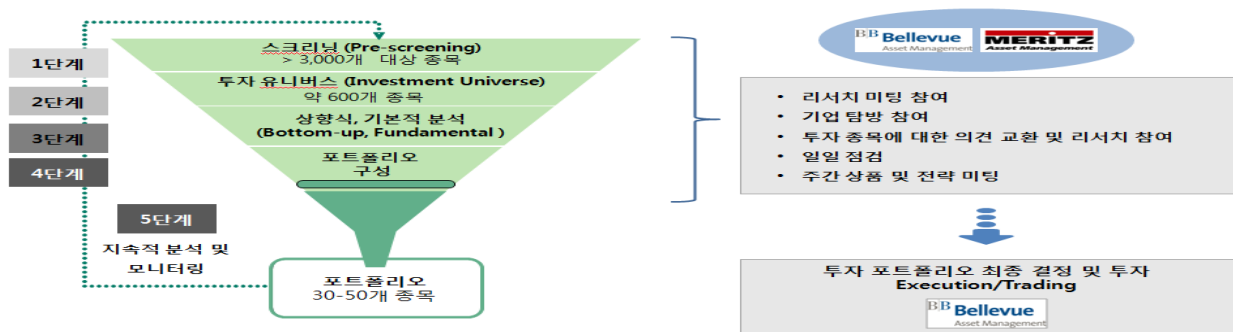 1단계
2단계
3단계
4단계
5단계
지속적 분석 및
모니터링
스크리닝 (Pre-screening)
> 3,000개 대상 종목
투자 유니버스 (Investment Universe)
약 600개 종목
상향식, 기본적 분석
(Bottom-up, Fundamental )
포트폴리오
구성
포트폴리오
30-50개 종목
BB Bellevue
Asset Management
MERITZ
Asset Management
• 리서치 미팅 참여
• 기업 탐방 참여
• 투자 종목에 대한 의견 교환 및 리서치 참여
• 일일 점검
• 주간 상품 및 전략 미팅
투자 포트폴리오 최종 결정 및 투자
Execution/Trading
BB Bellevue
Asset Management